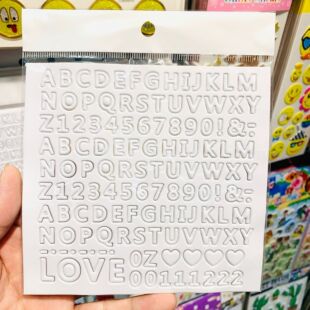 ABCDEFGHIJKLM
NOPQRSTUVWXY
Z1234567890!&:-
ABCDEFGHIJKLM
NOPQRSTUVWXY
Z1234567890!&:-
ABCDEFGHIJKLM
NOPQRSTUVWXY
LOVE
OZ♡♡♡♡
00111222